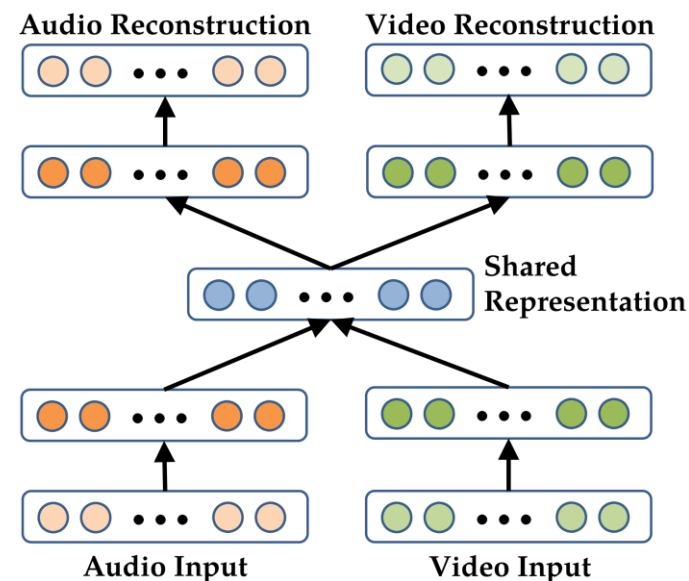 Audio Reconstruction
Video Reconstruction
Shared
Representation
Audio Input
Video Input